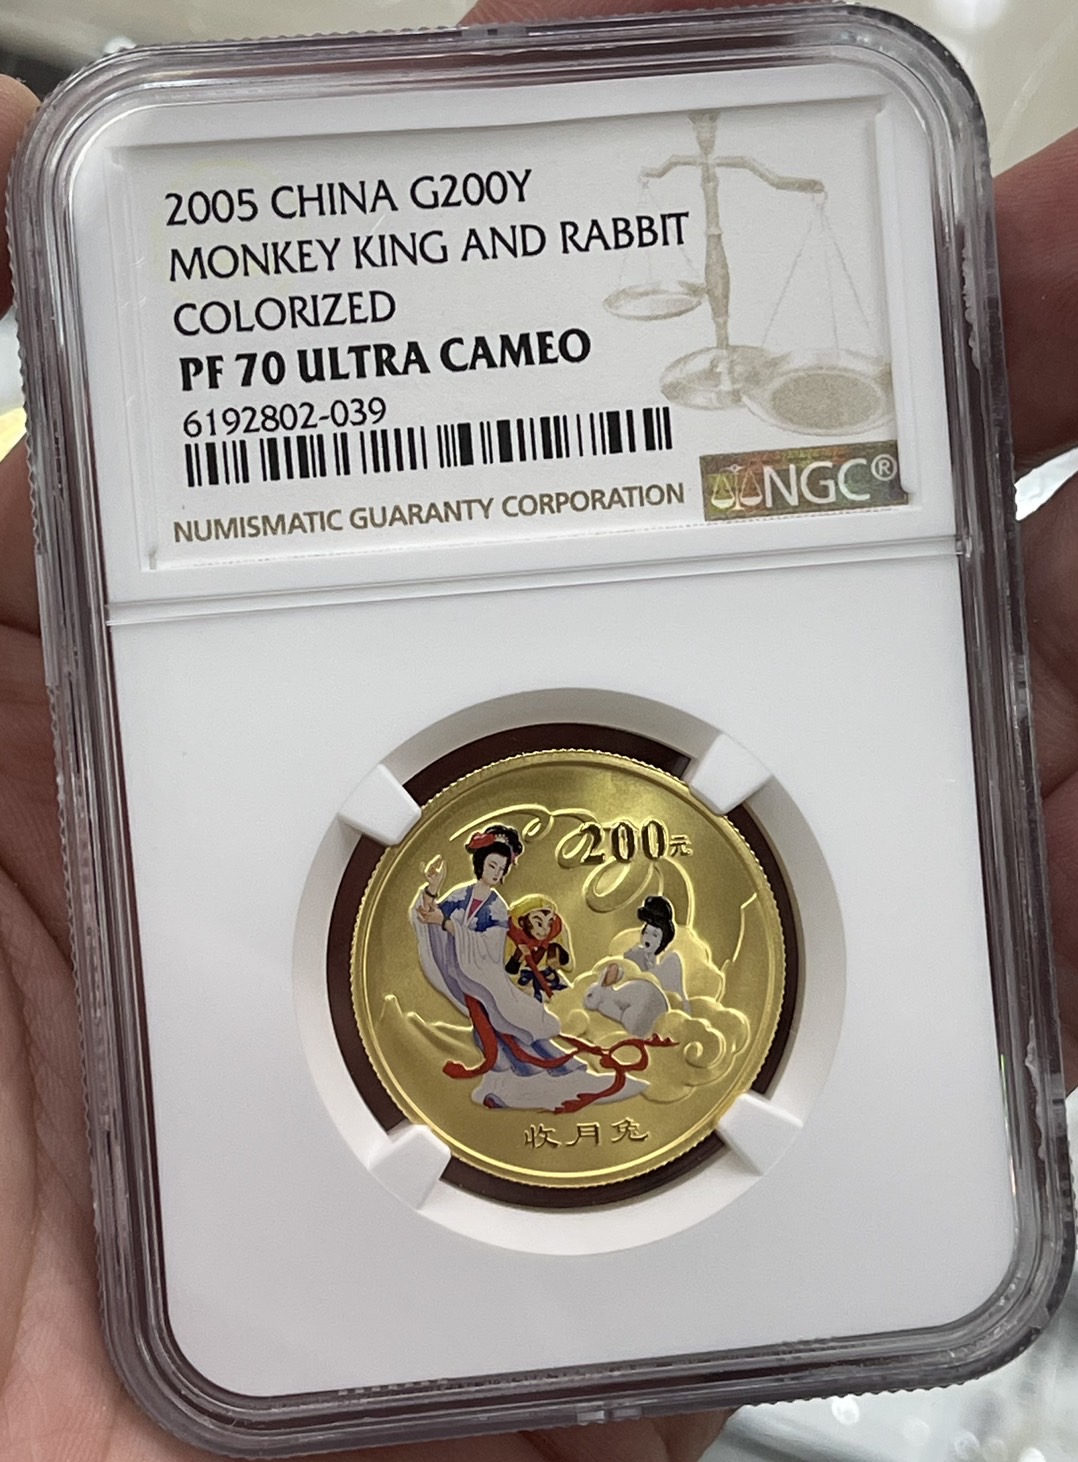 2005 CHINA G200Y
MONKEY KING AND RABBIT
COLORIZED
PF 70 ULTRA CAMEO
6192802-039
NUMISMATIC GUARANTY CORPORATION
NGC®
200元
收月兔